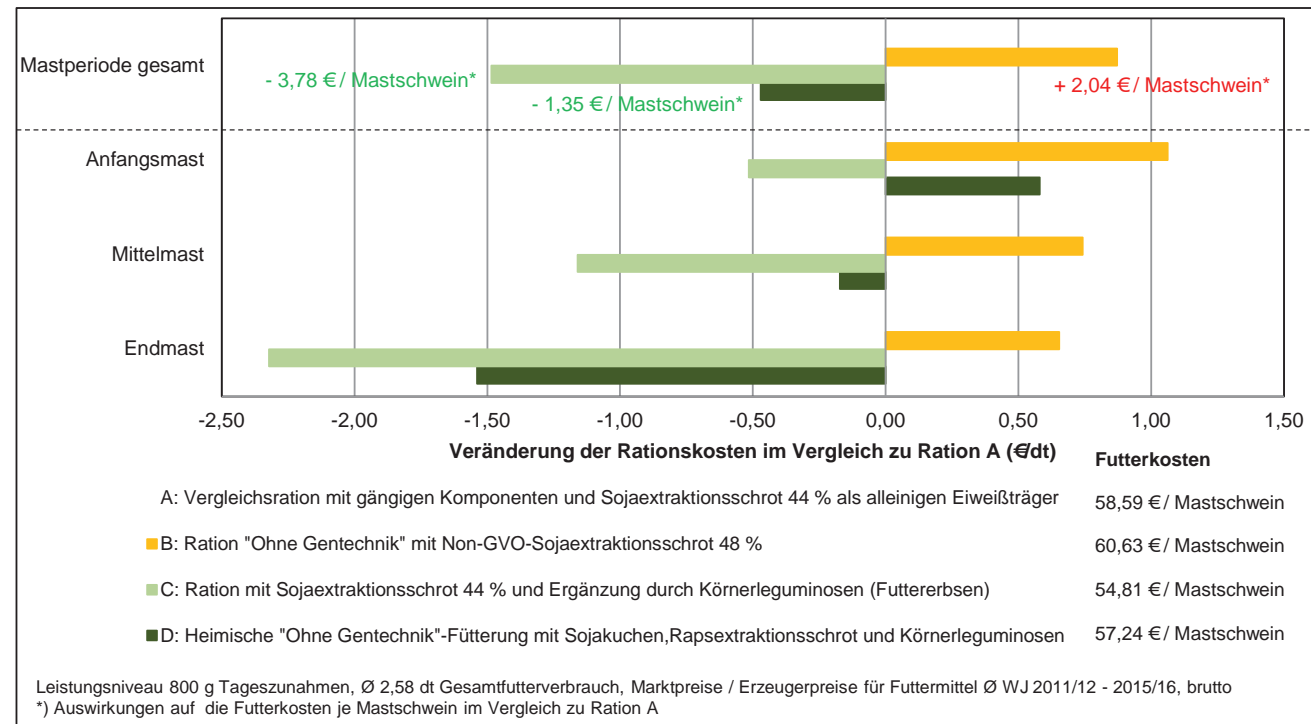 Mastperiode gesamt
- 3,78 €/ Mastschwein*
- 1,35 €/ Mastschwein*
+ 2,04 €/ Mastschwein*
Anfangsmast
Mittelmast
Endmast
-2,50 -2,00 -1,50 -1,00 -0,50 0,00 0,50 1,00 1,50
Veränderung der Rationskosten im Vergleich zu Ration A (€/dt)
Futterkosten
A: Vergleichsration mit gängigen Komponenten und Sojaextraktionsschrot 44 % als alleinigen Eiweißträger 58,59 €/ Mastschwein
B: Ration "Ohne Gentechnik" mit Non-GVO-Sojaextraktionsschrot 48 % 60,63 €/ Mastschwein
C: Ration mit Sojaextraktionsschrot 44 % und Ergänzung durch Körnerleguminosen (Futtererbsen) 54,81 €/ Mastschwein
D: Heimische "Ohne Gentechnik"-Fütterung mit Sojakuchen,Rapsextraktionsschrot und Körnerleguminosen 57,24 €/ Mastschwein
Leistungsniveau 800 g Tageszunahmen, Ø 2,58 dt Gesamtfutterverbrauch, Marktpreise / Erzeugerpreise für Futtermittel Ø WJ 2011/12 - 2015/16, brutto
*) Auswirkungen auf die Futterkosten je Mastschwein im Vergleich zu Ration A